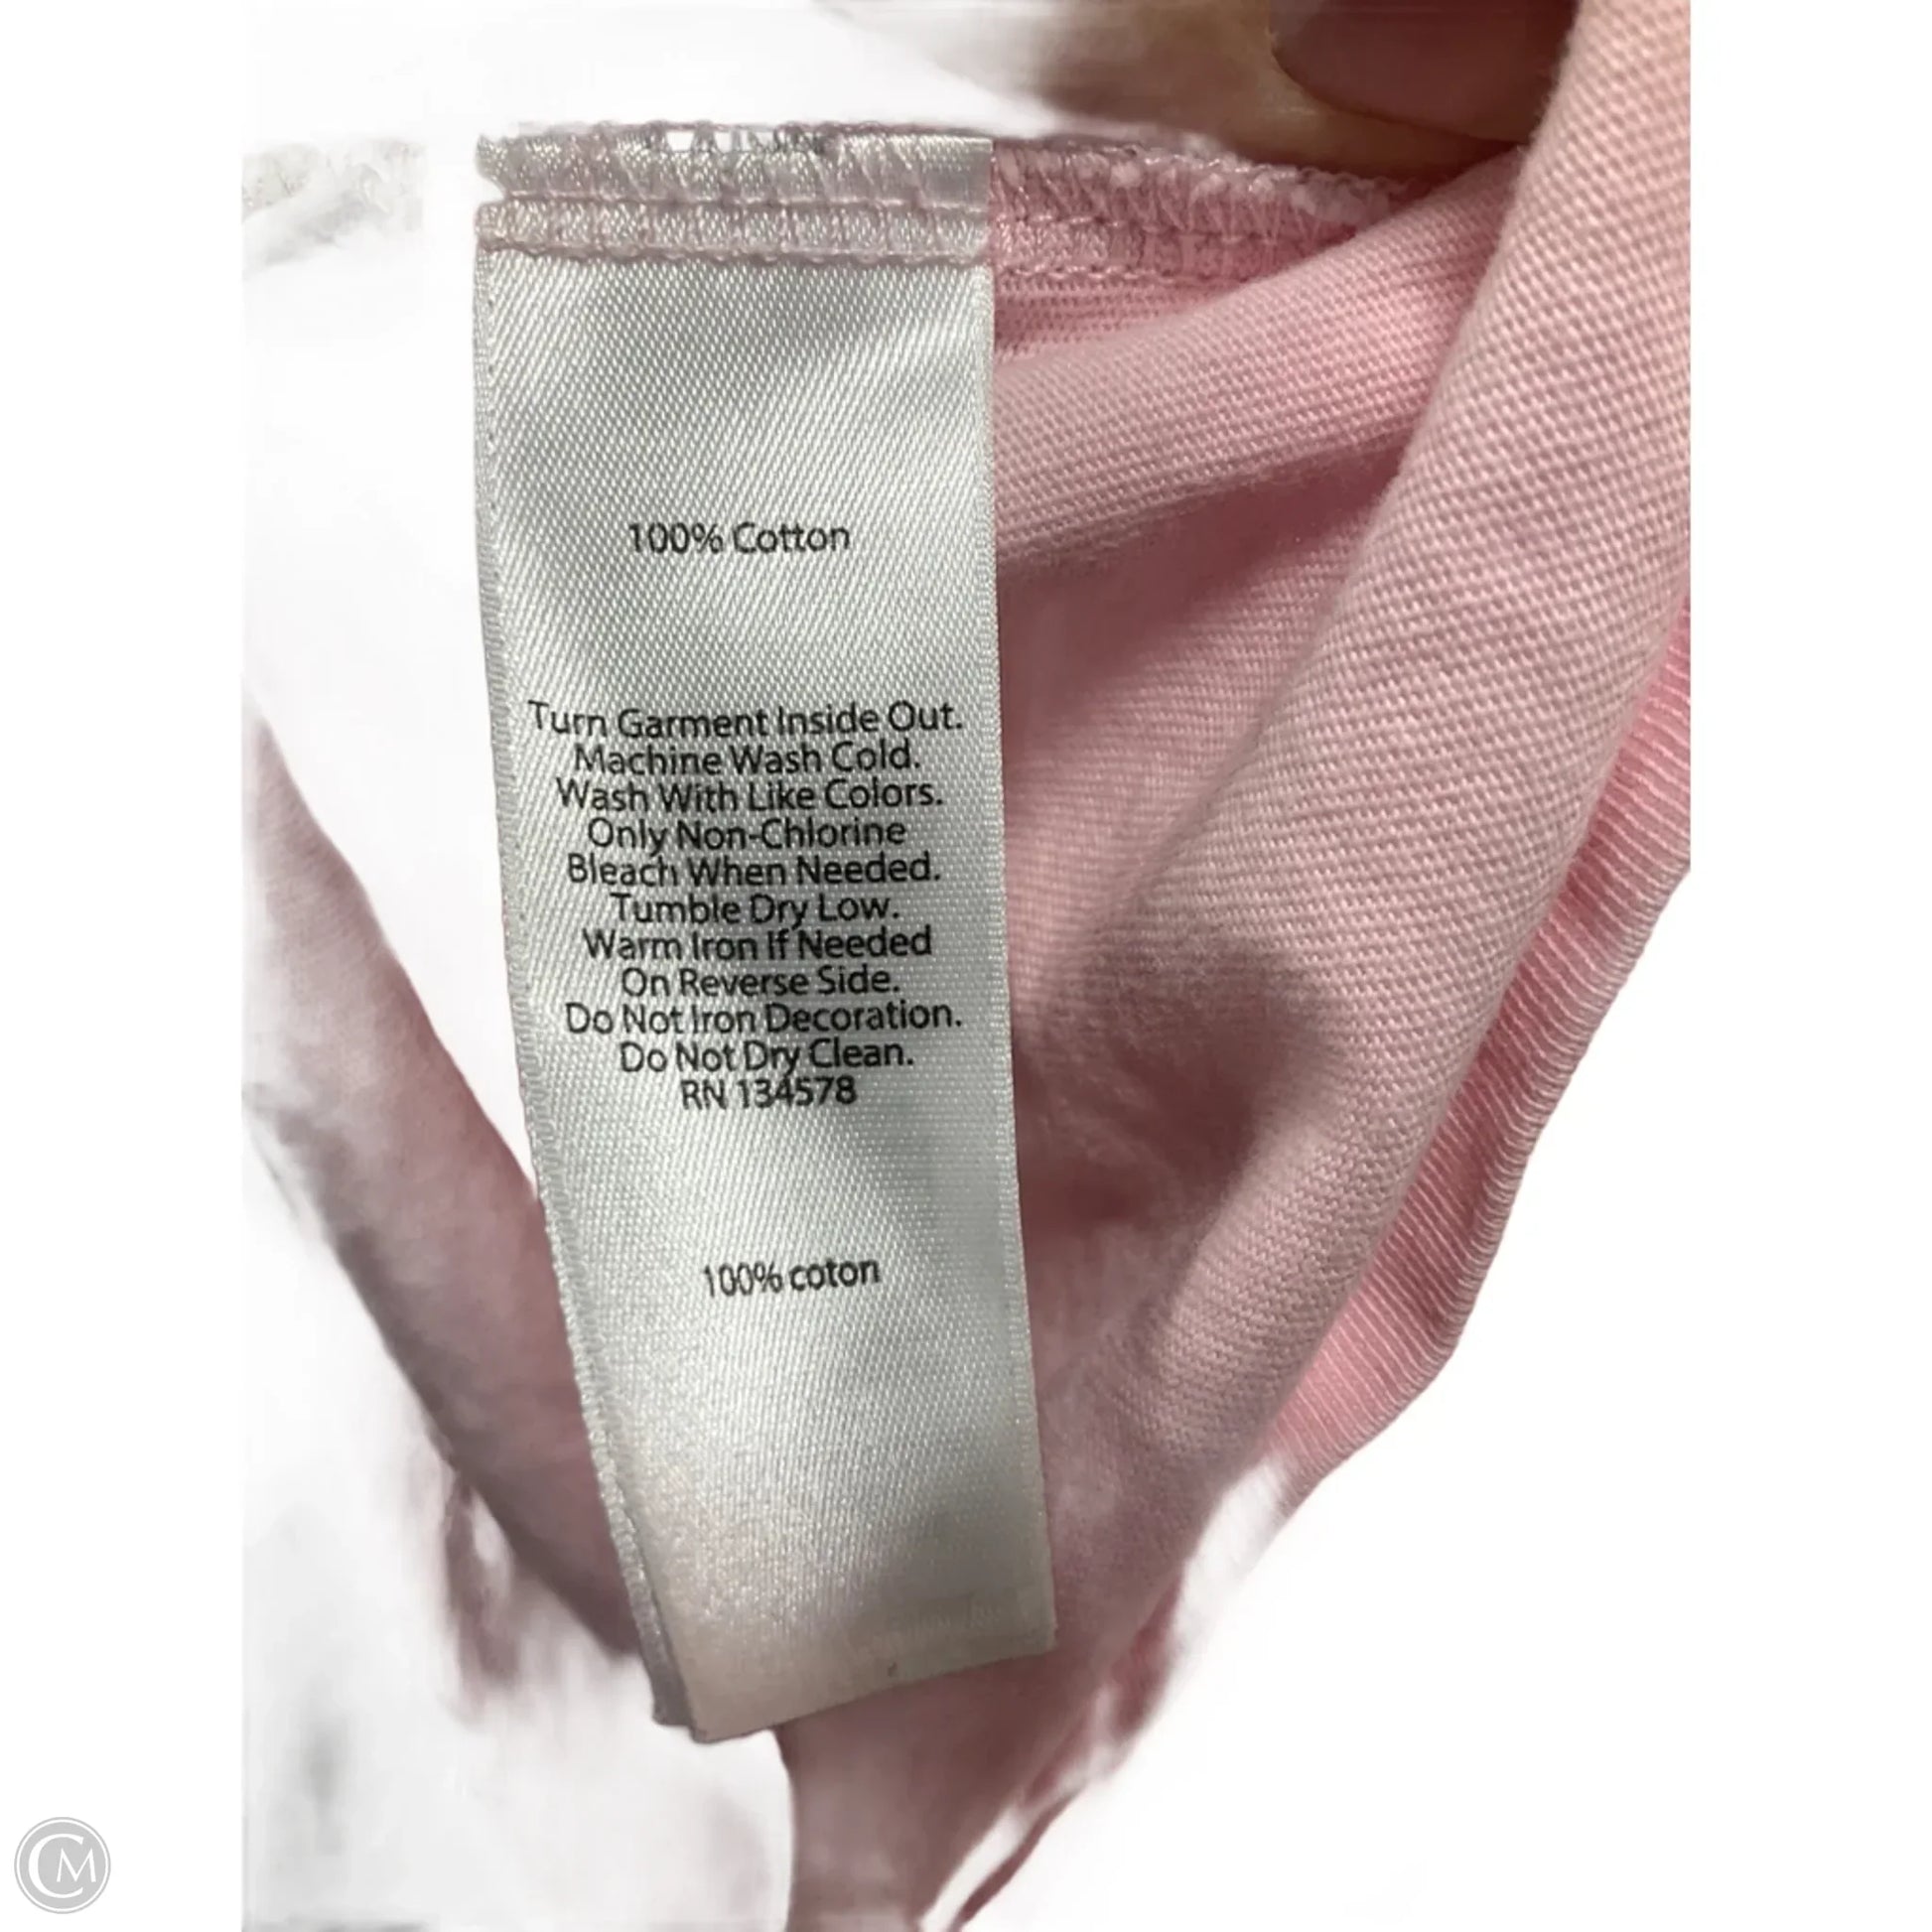 100% Cotton
Turn Garment Inside Out.
Machine Wash Cold.
Wash With Like Colors.
Only Non-Chlorine
Bleach When Needed.
Tumble Dry Low.
Warm Iron If Needed
On Reverse Side.
Do Not Iron Decoration.
Do Not Dry Clean.
RN 134578
100% coton
CM